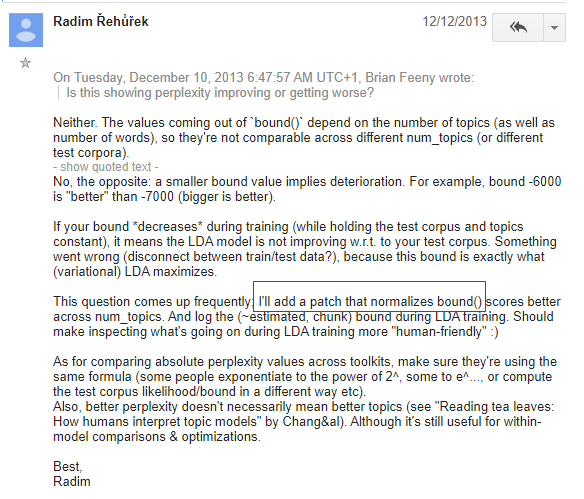 Radim Řehůřek
12/12/2013
On Tuesday, December 10, 2013 6:47:57 AM UTC+1, Brian Feeny wrote:
Is this showing perplexity improving or getting worse?
Neither. The values coming out of `bound()` depend on the number of topics (as well as
number of words), so they're not comparable across different num_topics (or different
test corpora).
- show quoted text -
No, the opposite: a smaller bound value implies deterioration. For example, bound -6000
is "better" than -7000 (bigger is better).
If your bound *decreases* during training (while holding the test corpus and topics
constant), it means the LDA model is not improving w.r.t. to your test corpus. Something
went wrong (disconnect between train/test data?), because this bound is exactly what
(variational) LDA maximizes.
This question comes up frequently; I'll add a patch that normalizes bound() scores better
across num_topics. And log the (~estimated, chunk) bound during LDA training. Should
make inspecting what's going on during LDA training more "human-friendly" :)
As for comparing absolute perplexity values across toolkits, make sure they're using the
same formula (some people exponentiate to the power of 2^, some to e^..., or compute
the test corpus likelihood/bound in a different way etc).
Also, better perplexity doesn't necessarily mean better topics (see "Reading tea leaves:
How humans interpret topic models" by Chang&al). Although it's still useful for within-
model comparisons & optimizations.
Best,
Radim